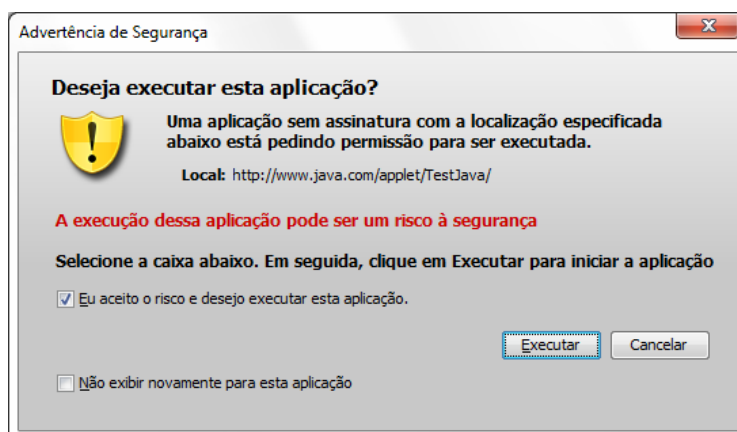 Advertência de Segurança
Deseja executar esta aplicação?
Uma aplicação sem assinatura com a localização especificada
abaixo está pedindo permissão para ser executada.
Local: http://www.java.com/applet/TestJava/
A execução dessa aplicação pode ser um risco à segurança
Selecione a caixa abaixo. Em seguida, clique em Executar para iniciar a aplicação
Eu aceito o risco e desejo executar esta aplicação.
Executar Cancelar
Não exibir novamente para esta aplicação